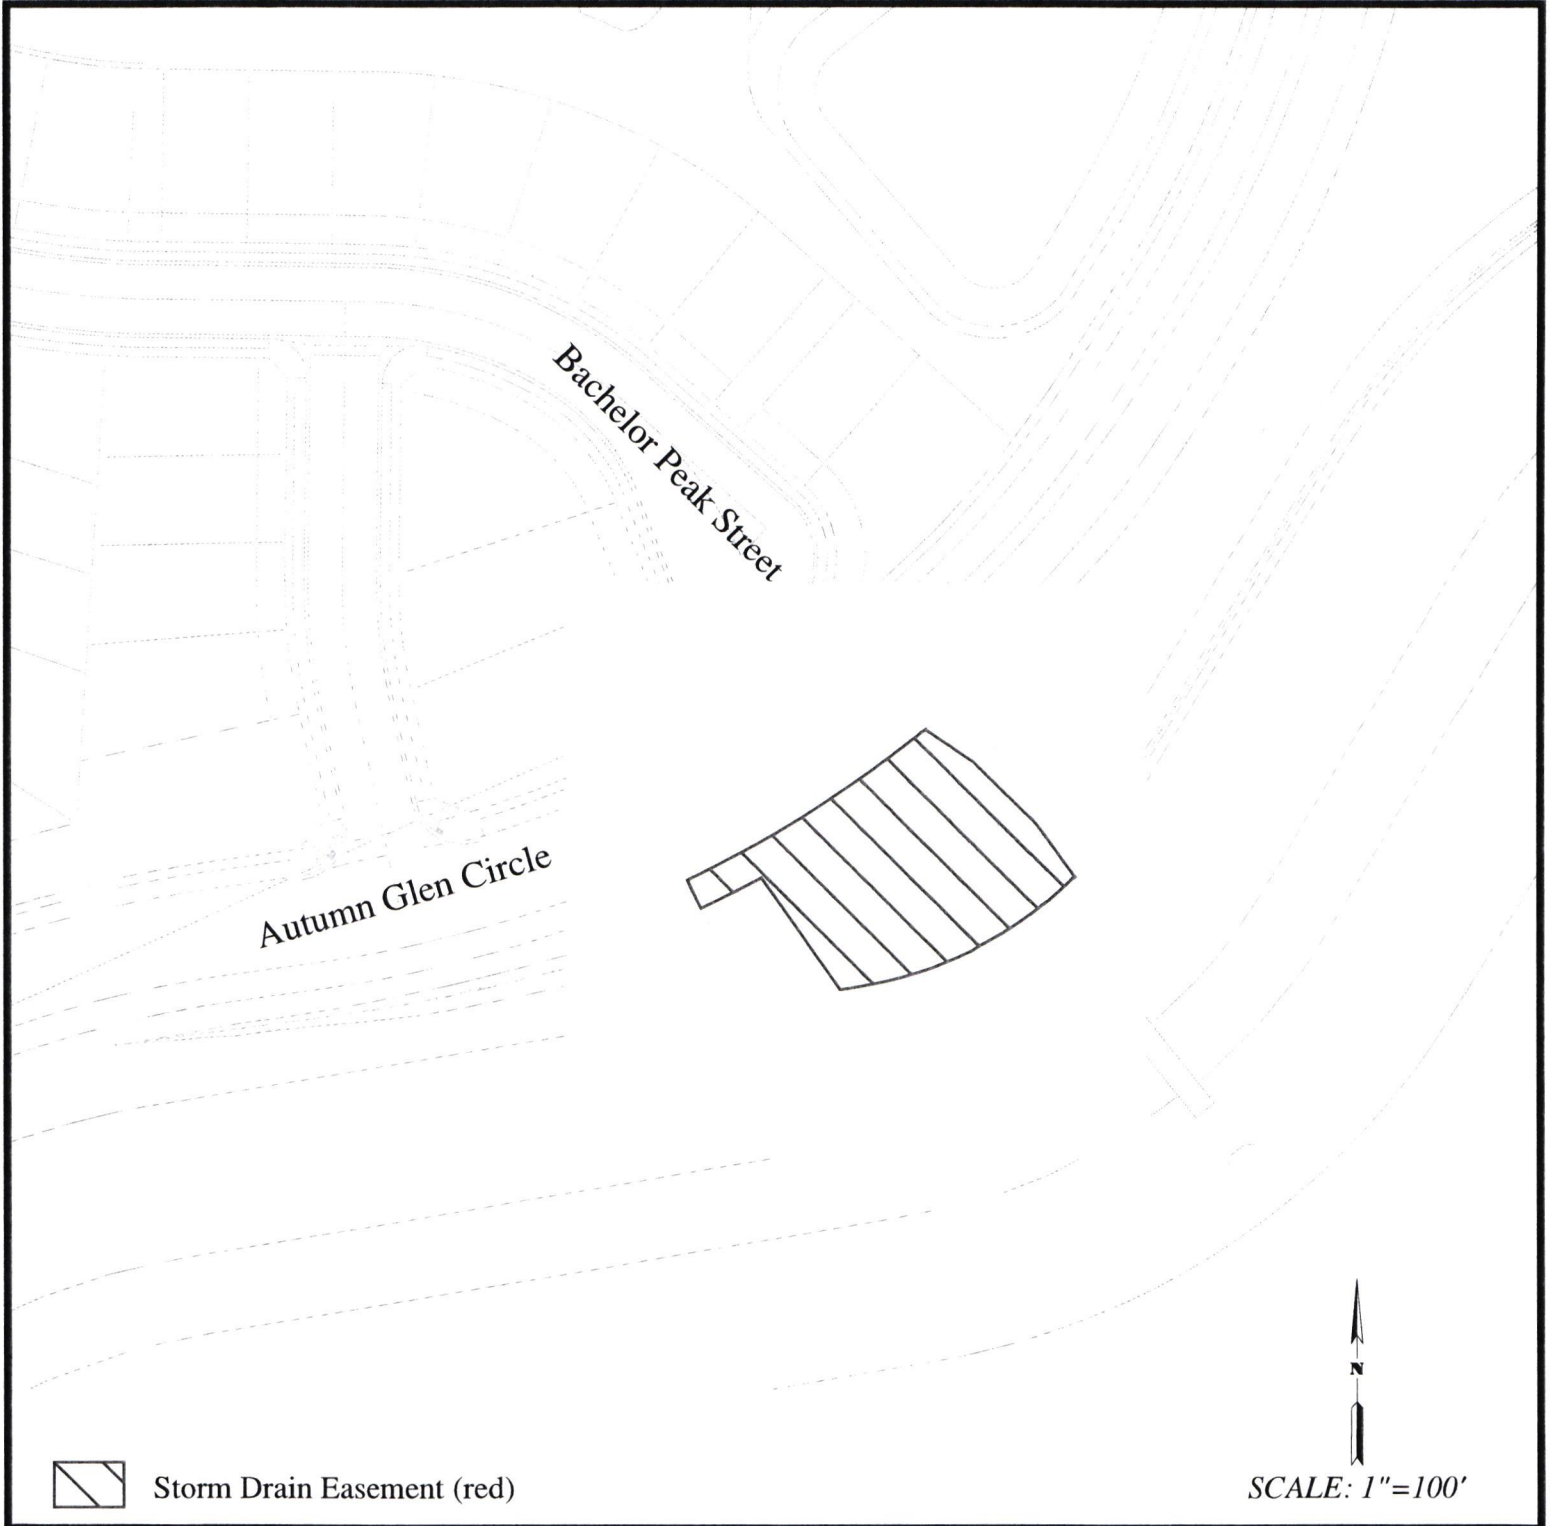 Bachelor Peak Street
Autumn Glen Circle
N
Storm Drain Easement (red)
SCALE: 1"=100'